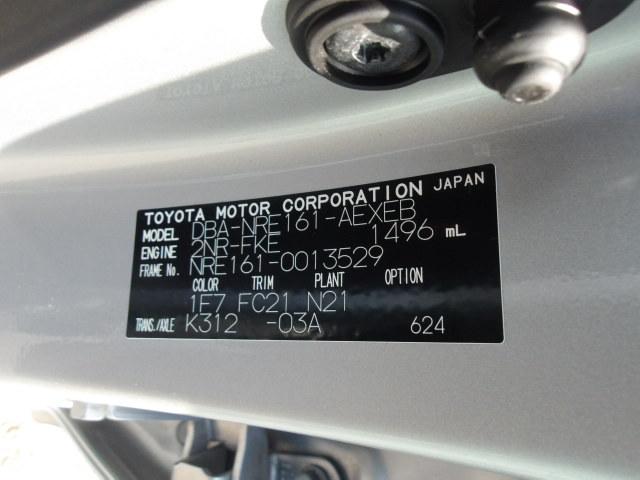 TOYOTA MOTOR CORPORATION JAPAN
MODEL DBA-NRE161-AEXEB
ENGINE 2NR-FKE 1496 mL
FRAME No. NRE161-0013529
COLOR TRIM PLANT OPTION
1F7 FC21 N21
TRANS./AXLE K312 -03A 624